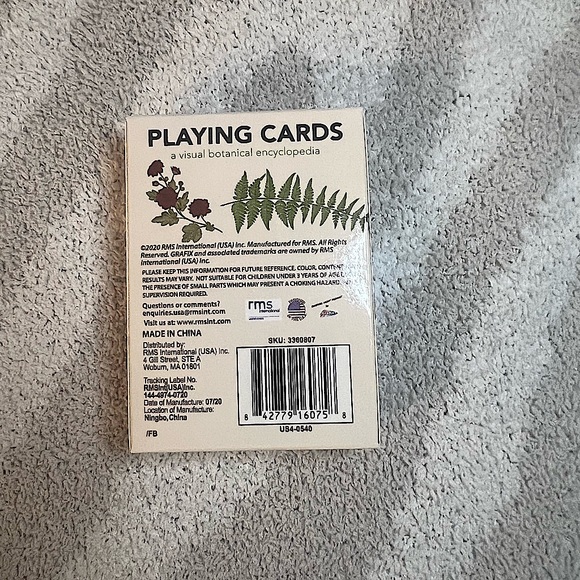 PLAYING CARDS
a visual botanical encyclopedia
©2020 RMS International (USA) Inc. Manufactured for RMS. All Rights
Reserved. GRAFIX and associated trademarks are owned by RMS
International (USA) Inc.
PLEASE KEEP THIS INFORMATION FOR FUTURE REFERENCE. COLOR, CONTENT
RESULTS MAY VARY. NOT SUITABLE FOR CHILDREN UNDER 3 YEARS OF AGE
THE PRESENCE OF SMALL PARTS WHICH MAY PRESENT A CHOKING HAZARD.
SUPERVISION REQUIRED.
Questions or comments?
enquiries.usa@rmsint.com
Visit us at: www.rmsint.com
rms
international
MADE IN CHINA
Distributed by:
RMS International (USA) Inc.
4 Gill Street, STE A
Woburn, MA 01801
Tracking Label No.
RMSInt(USA)Inc.
144-4974-0720
Date of Manufacture: 07/20
Location of Manufacture:
Ningbo,China
/FB
SKU: 3360807
8 42779 16075 8
US4-0540